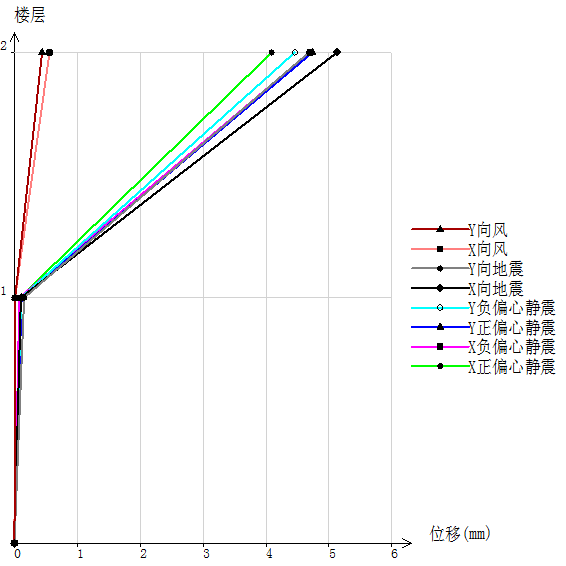 楼层
2
1
Y向风
X向风
Y向地震
X向地震
Y负偏心静震
Y正偏心静震
X负偏心静震
X正偏心静震
位移(mm)
0 1 2 3 4 5 6